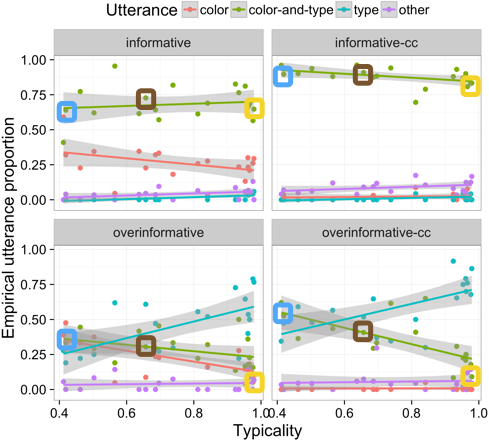 Utterance color color-and-type type other
informative informative-cc
1.00
0.75
0.50
0.25
0.00
overinformative overinformative-cc
1.00
0.75
0.50
0.25
0.00
0.4 0.6 0.8 1.0 0.4 0.6 0.8 1.0
Typicality
Empirical utterance proportion